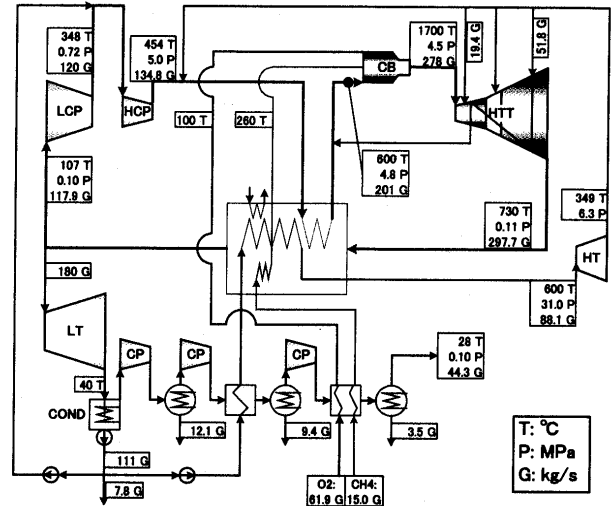 348 T
0.72 P
120 G
454 T
5.0 P
134.8 G
1700 T
4.5 P
278 G
19.4 G
51.8 G
CB
LCP
HCP
HTT
100 T
260 T
107 T
0.10 P
117.9 G
600 T
4.8 P
201 G
349 T
6.3 P
730 T
0.11 P
297.7 G
HT
180 G
600 T
31.0 P
88.1 G
LT
CP
CP
CP
28 T
0.10 P
44.3 G
40 T
COND
12.1 G
9.4 G
3.5 G
111 G
7.8 G
O2:
61.9 G
CH4:
15.0 G
T: °C
P: MPa
G: kg/s